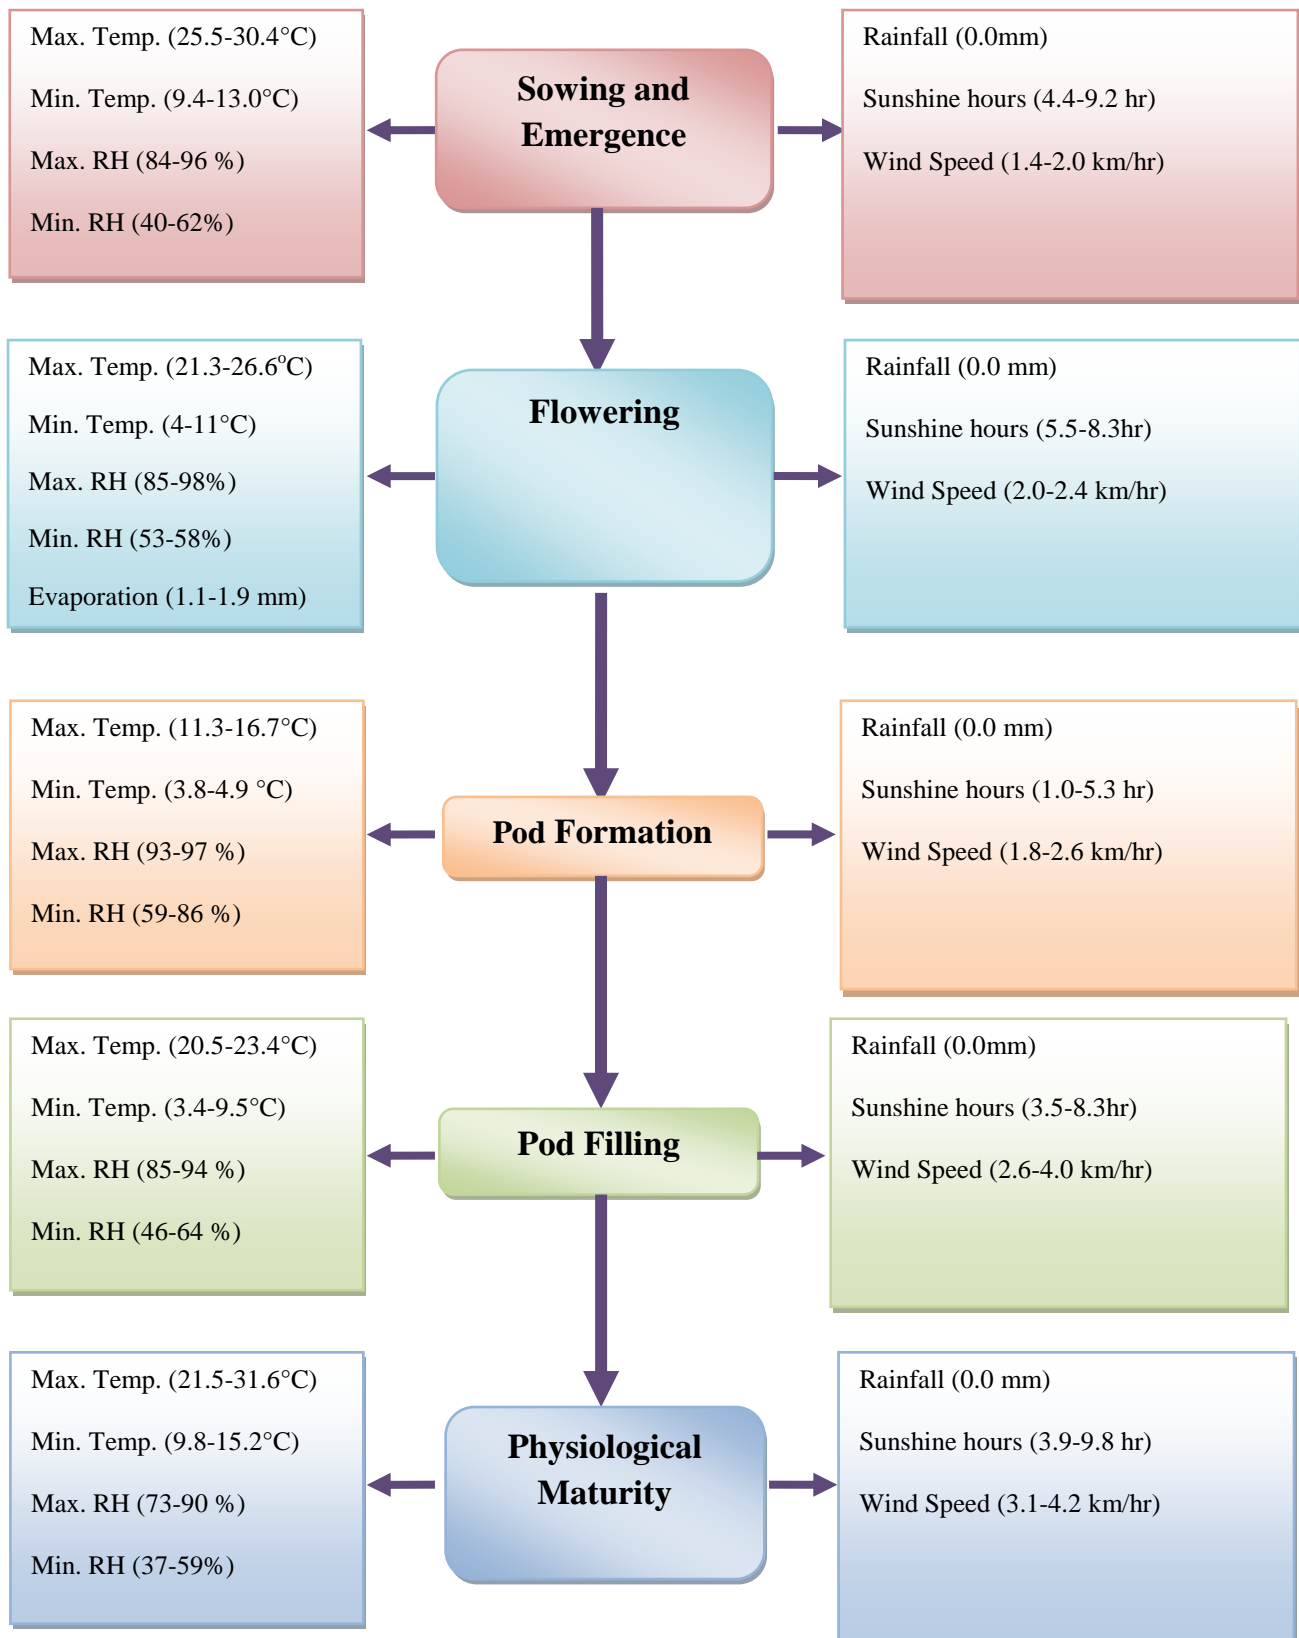 Max. Temp. (25.5-30.4°C)
Min. Temp. (9.4-13.0°C)
Max. RH (84-96 %)
Min. RH (40-62%)
Sowing and
Emergence
Rainfall (0.0mm)
Sunshine hours (4.4-9.2 hr)
Wind Speed (1.4-2.0 km/hr)
Max. Temp. (21.3-26.6°C)
Min. Temp. (4-11°C)
Max. RH (85-98%)
Min. RH (53-58%)
Evaporation (1.1-1.9 mm)
Flowering
Rainfall (0.0 mm)
Sunshine hours (5.5-8.3hr)
Wind Speed (2.0-2.4 km/hr)
Max. Temp. (11.3-16.7°C)
Min. Temp. (3.8-4.9 °C)
Max. RH (93-97 %)
Min. RH (59-86 %)
Pod Formation
Rainfall (0.0 mm)
Sunshine hours (1.0-5.3 hr)
Wind Speed (1.8-2.6 km/hr)
Max. Temp. (20.5-23.4°C)
Min. Temp. (3.4-9.5°C)
Max. RH (85-94 %)
Min. RH (46-64 %)
Pod Filling
Rainfall (0.0mm)
Sunshine hours (3.5-8.3hr)
Wind Speed (2.6-4.0 km/hr)
Max. Temp. (21.5-31.6°C)
Min. Temp. (9.8-15.2°C)
Max. RH (73-90 %)
Min. RH (37-59%)
Physiological
Maturity
Rainfall (0.0 mm)
Sunshine hours (3.9-9.8 hr)
Wind Speed (3.1-4.2 km/hr)